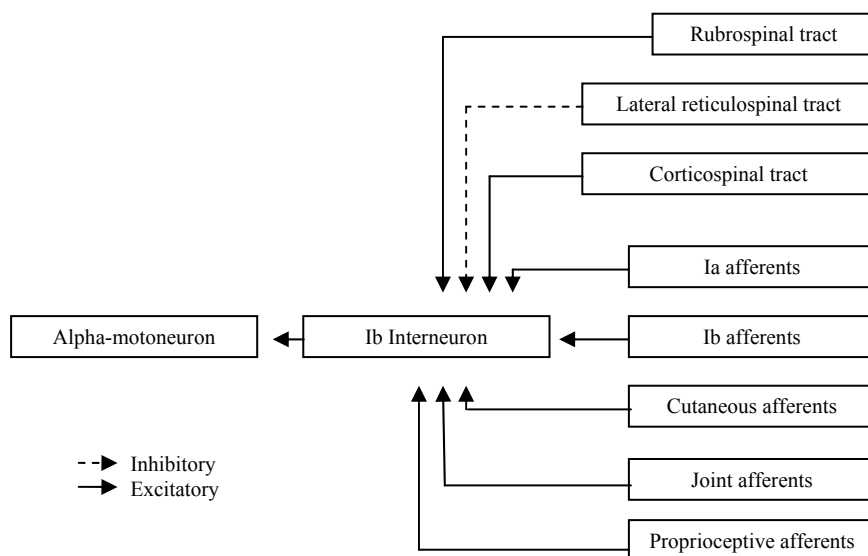 Rubrospinal tract
Lateral reticulospinal tract
Corticospinal tract
Ia afferents
Alpha-motoneuron
Ib Interneuron
Ib afferents
Cutaneous afferents
Inhibitory
Excitatory
Joint afferents
Proprioceptive afferents